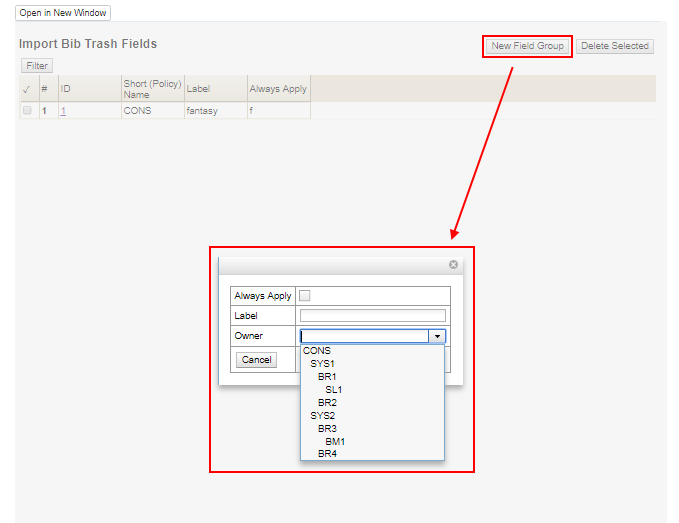 Open in New Window
Import Bib Trash Fields
New Field Group
Delete Selected
Filter
✓ # ID Short (Policy) Name Label Always Apply
1 1 CONS fantasy f
Always Apply
Label
Owner
Cancel
CONS
SYS1
BR1
SL1
BR2
SYS2
BR3
BM1
BR4